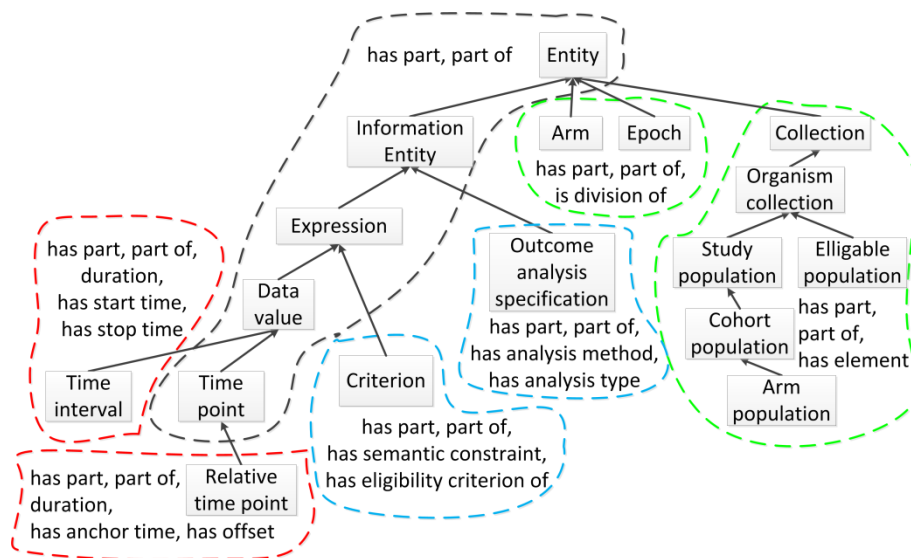 has part, part of
Entity
Information
Entity
Arm
Epoch
has part, part of,
is division of
Collection
Organism
collection
Expression
Outcome
analysis
specification
has part, part of,
has analysis method,
has analysis type
Study
population
Elligable
population
has part,
part of,
has element
Cohort
population
Arm
population
has part, part of,
duration,
has start time,
has stop time
Data
value
Time
interval
Time
point
Criterion
has part, part of,
has semantic constraint,
has eligibility criterion of
has part, part of,
duration,
has anchor time, has offset
Relative
time point